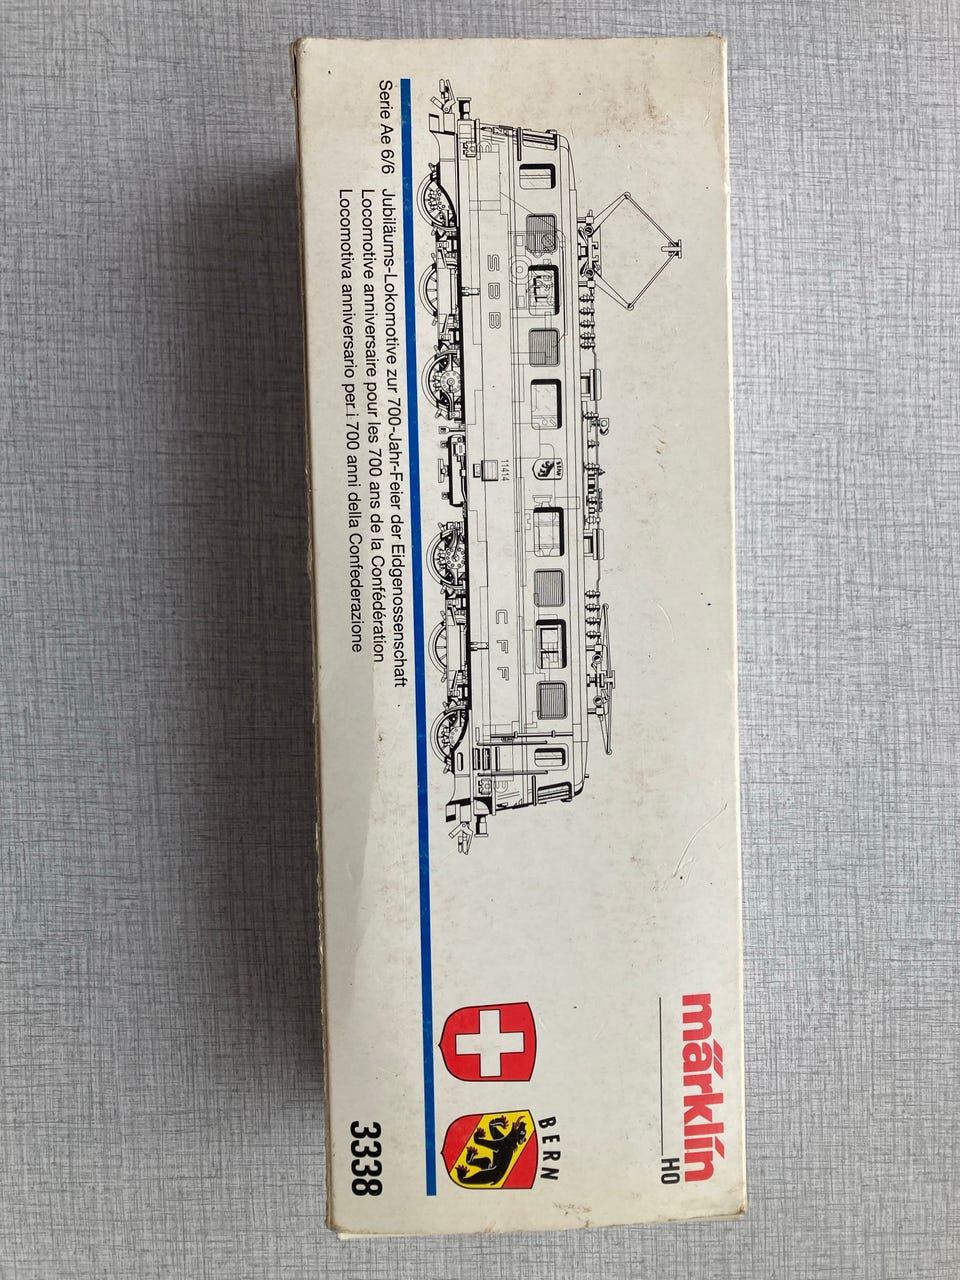 märklín
HO
SBB
11414
CFF
BERN
Serie Ae 6/6 Jubiläums-Lokomotive zur 700-Jahr-Feier der Eidgenossenschaft
Locomotive anniversaire pour les 700 ans de la Confédération
Locomotiva anniversario per i 700 anni della Confederazione
3338